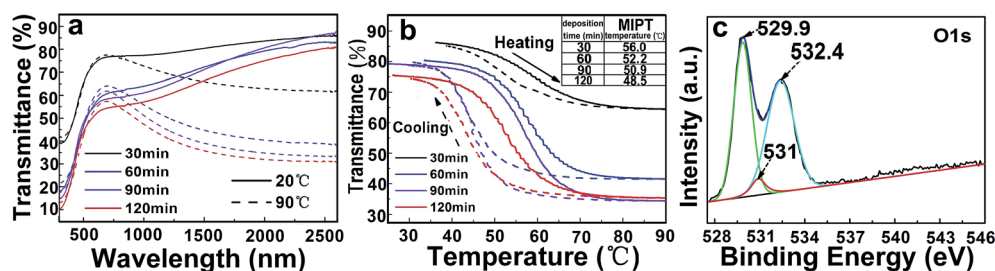 a
Transmittance (%)
90
80
70
60
50
40
30
20
10
30min
60min
90min
120min
20℃
90℃
500 1000 1500 2000 2500
Wavelength (nm)
b
Transmittance (%)
90
80
70
60
50
40
30
Heating
Cooling
deposition time (min) MIPT temperature (℃)
30 56.0
60 52.2
90 50.9
120 48.5
30min
60min
90min
120min
30 40 50 60 70 80 90
Temperature (℃)
c
Intensity (a.u.)
529.9
532.4
531
O1s
528 531 534 537 540 543 546
Binding Energy (eV)